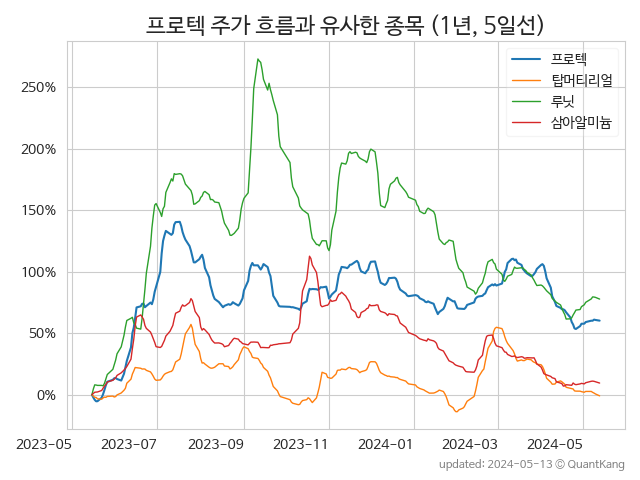 프로텍 주가 흐름과 유사한 종목 (1년, 5일선)
프로텍
탑머티리얼
루닛
삼아알미늄
250%
200%
150%
100%
50%
0%
2023-05 2023-07 2023-09 2023-11 2024-01 2024-03 2024-05
updated: 2024-05-13 © QuantKang